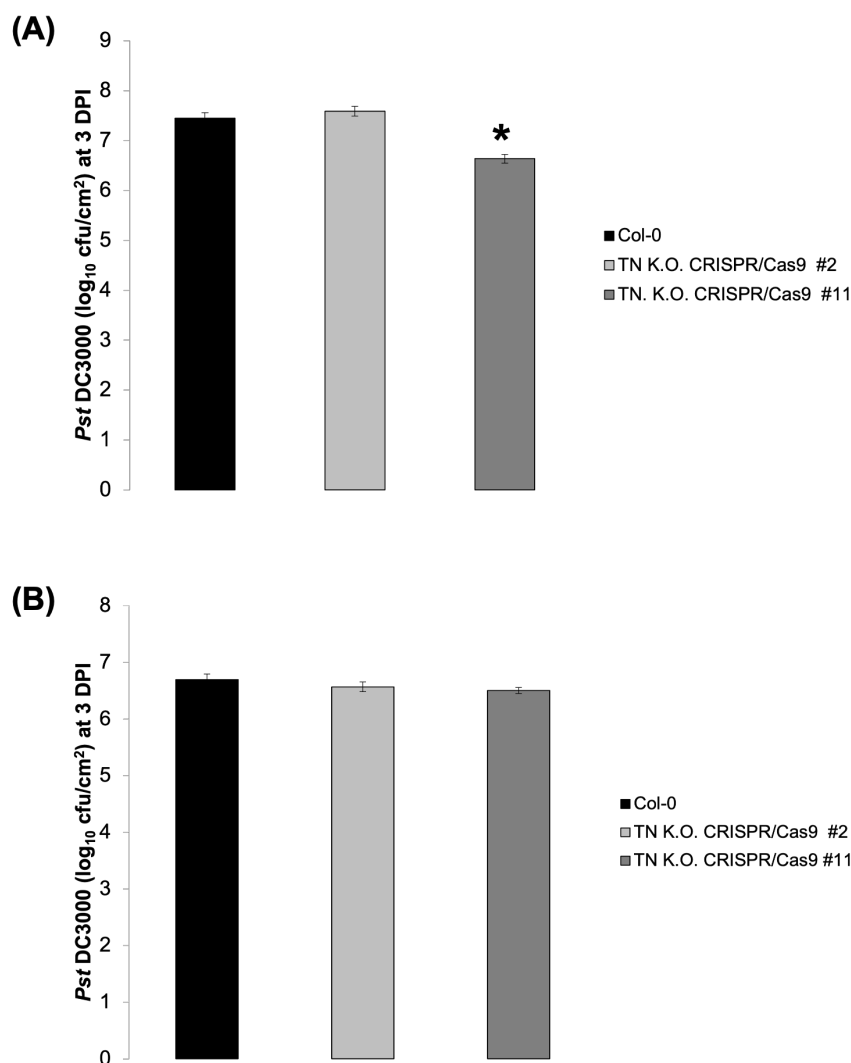 (A)
Pst DC3000 (log10 cfu/cm2) at 3 DPI
9
8
7
6
5
4
3
2
1
0
*
Col-0
TN K.O. CRISPR/Cas9 #2
TN. K.O. CRISPR/Cas9 #11
(B)
Pst DC3000 (log10 cfu/cm2) at 3 DPI
8
7
6
5
4
3
2
1
0
Col-0
TN K.O. CRISPR/Cas9 #2
TN K.O. CRISPR/Cas9 #11